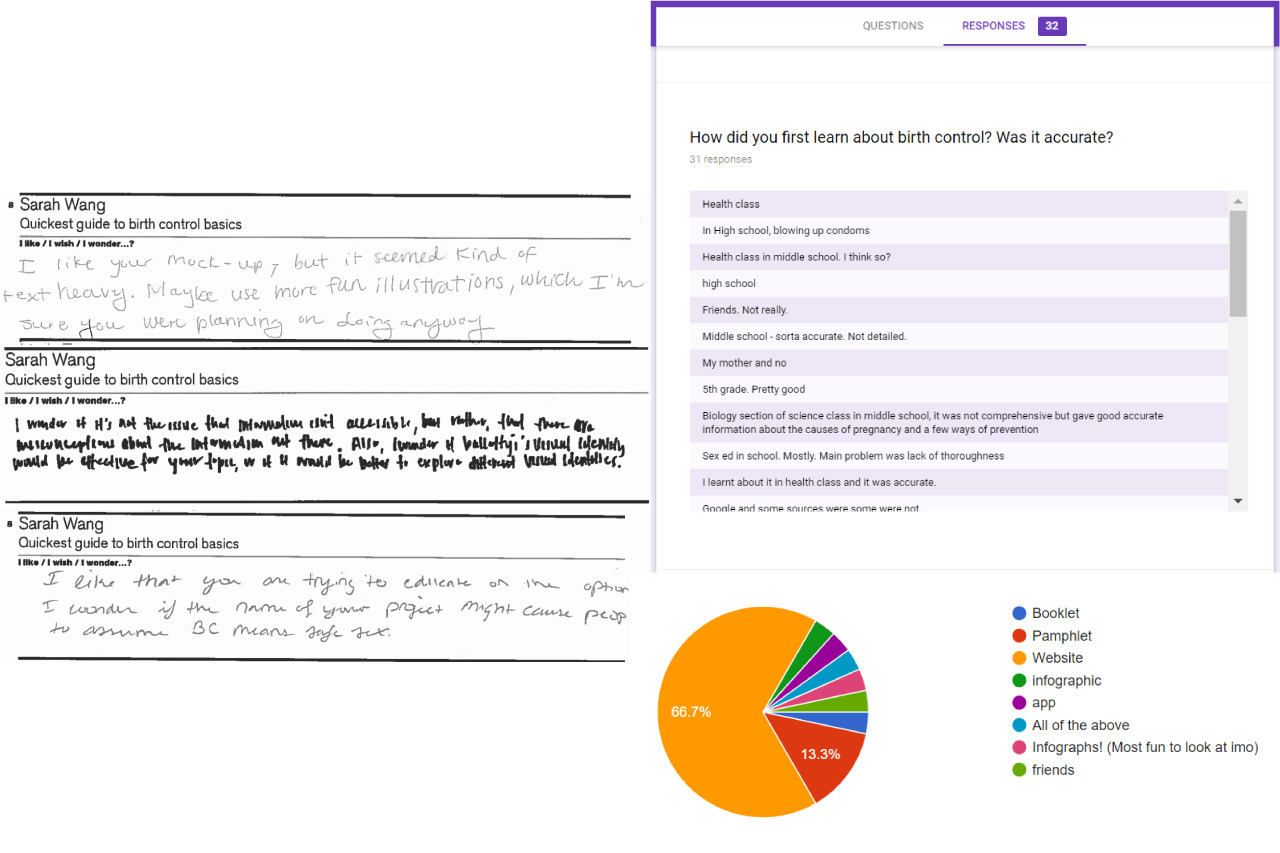 8 Sarah Wang
Quickest guide to birth control basics
I like / I wish / I wonder...?
I like your mock-up, but it seemed kind of
text heavy. Maybe use more fun illustrations, which I'm
sure you were planning on doing anyway
Sarah Wang
Quickest guide to birth control basics
I like / I wish / I wonder...?
I wonder if it's not the issue that information isn't accessible, but rather, that there are
misconceptions about the information out there. Also, I wonder if 's visual identity
would be effective for your topic, or if it would be better to explore different visual identities.
8 Sarah Wang
Quickest guide to birth control basics
I like / I wish / I wonder...?
I like that you are trying to educate on the option
I wonder if the name of your project might cause peop
to assume BC means safe sex.
QUESTIONS
RESPONSES 32
How did you first learn about birth control? Was it accurate?
31 responses
Health class
In High school, blowing up condoms
Health class in middle school. I think so?
high school
Friends. Not really.
Middle school - sorta accurate. Not detailed.
My mother and no
5th grade. Pretty good
Biology section of science class in middle school, it was not comprehensive but gave good accurate
information about the causes of pregnancy and a few ways of prevention
Sex ed in school. Mostly. Main problem was lack of thoroughness
I learnt about it in health class and it was accurate.
Google and some sources were some were not.
66.7%
13.3%
Booklet
Pamphlet
Website
infographic
app
All of the above
Infographs! (Most fun to look at imo)
friends